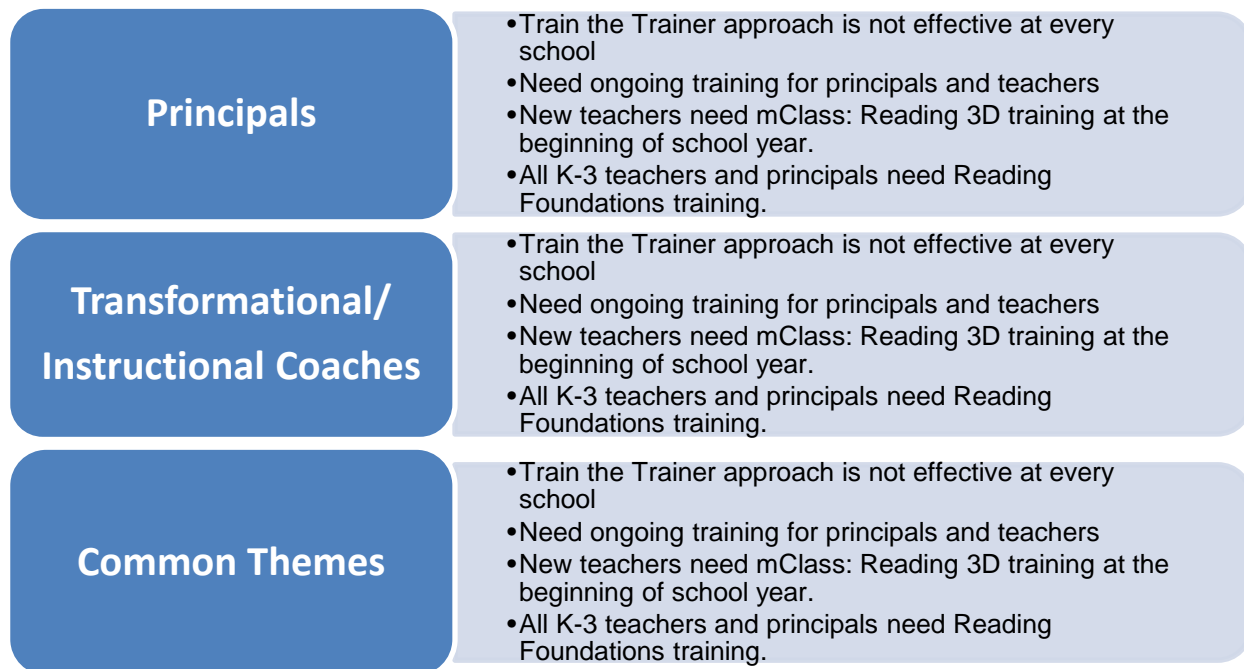 Principals
•Train the Trainer approach is not effective at every
school
•Need ongoing training for principals and teachers
•New teachers need mClass: Reading 3D training at the
beginning of school year.
•All K-3 teachers and principals need Reading
Foundations training.
Transformational/
Instructional Coaches
•Train the Trainer approach is not effective at every
school
•Need ongoing training for principals and teachers
•New teachers need mClass: Reading 3D training at the
beginning of school year.
•All K-3 teachers and principals need Reading
Foundations training.
Common Themes
•Train the Trainer approach is not effective at every
school
•Need ongoing training for principals and teachers
•New teachers need mClass: Reading 3D training at the
beginning of school year.
•All K-3 teachers and principals need Reading
Foundations training.